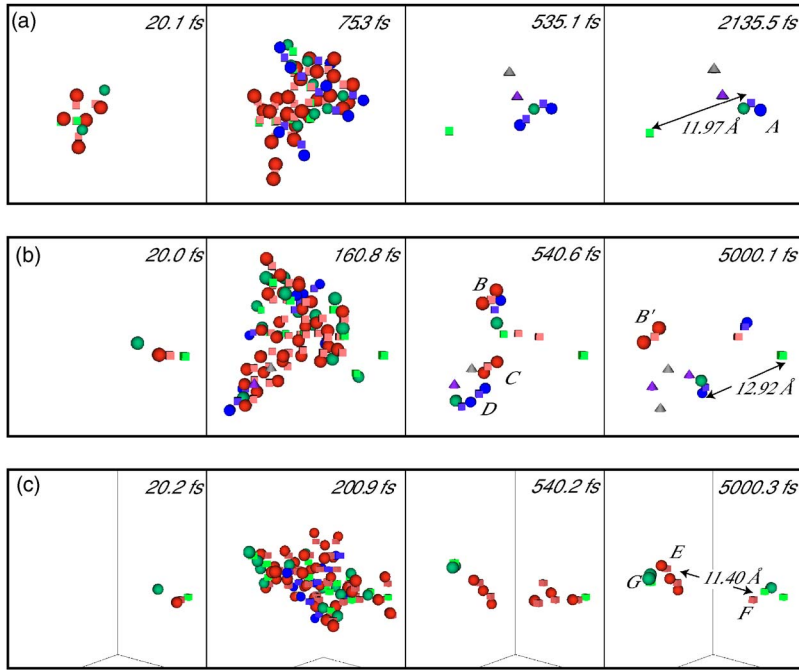 (a) 20.1 fs 753 fs 535.1 fs 2135.5 fs
11.97 Å A
(b) 20.0 fs 160.8 fs 540.6 fs 5000.1 fs
B B'
C 12.92 Å
D
(c) 20.2 fs 200.9 fs 540.2 fs 5000.3 fs
E
G 11.40 Å
F